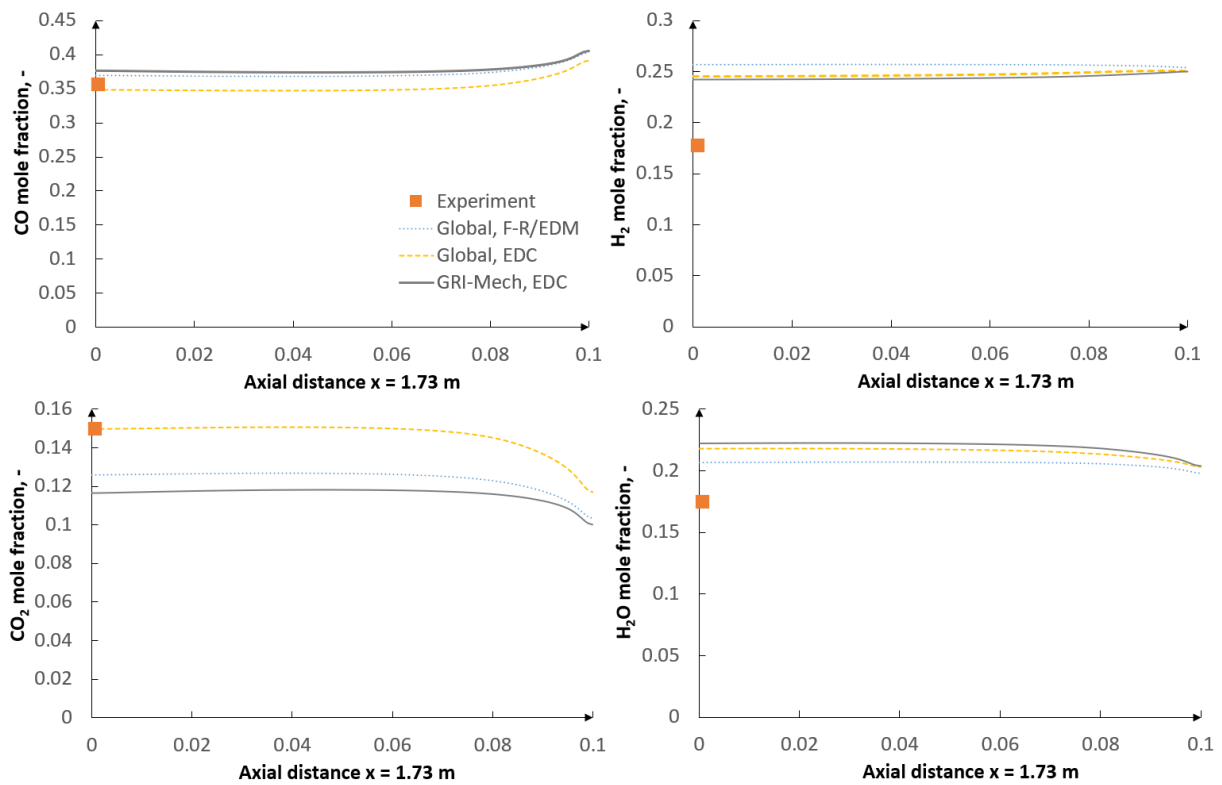 CO mole fraction, -
0.45
0.4
0.35
0.3
0.25
0.2
0.15
0.1
0.05
0
0 0.02 0.04 0.06 0.08 0.1
Axial distance x = 1.73 m
Experiment
Global, F-R/EDM
Global, EDC
GRI-Mech, EDC
H2 mole fraction, -
0.3
0.25
0.2
0.15
0.1
0.05
0
0 0.02 0.04 0.06 0.08 0.1
Axial distance x = 1.73 m
CO2 mole fraction, -
0.16
0.14
0.12
0.1
0.08
0.06
0.04
0.02
0
0 0.02 0.04 0.06 0.08 0.1
Axial distance x = 1.73 m
H2O mole fraction, -
0.25
0.2
0.15
0.1
0.05
0
0 0.02 0.04 0.06 0.08 0.1
Axial distance x = 1.73 m